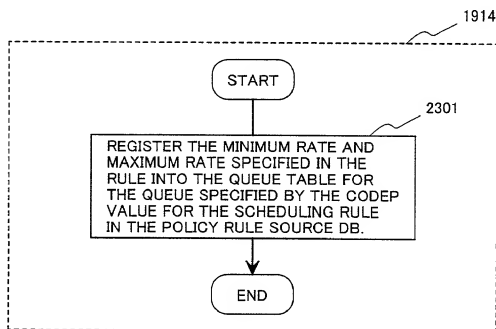 1914
START
2301
REGISTER THE MINIMUM RATE AND
MAXIMUM RATE SPECIFIED IN THE
RULE INTO THE QUEUE TABLE FOR
THE QUEUE SPECIFIED BY THE CODEP
VALUE FOR THE SCHEDULING RULE
IN THE POLICY RULE SOURCE DB.
END